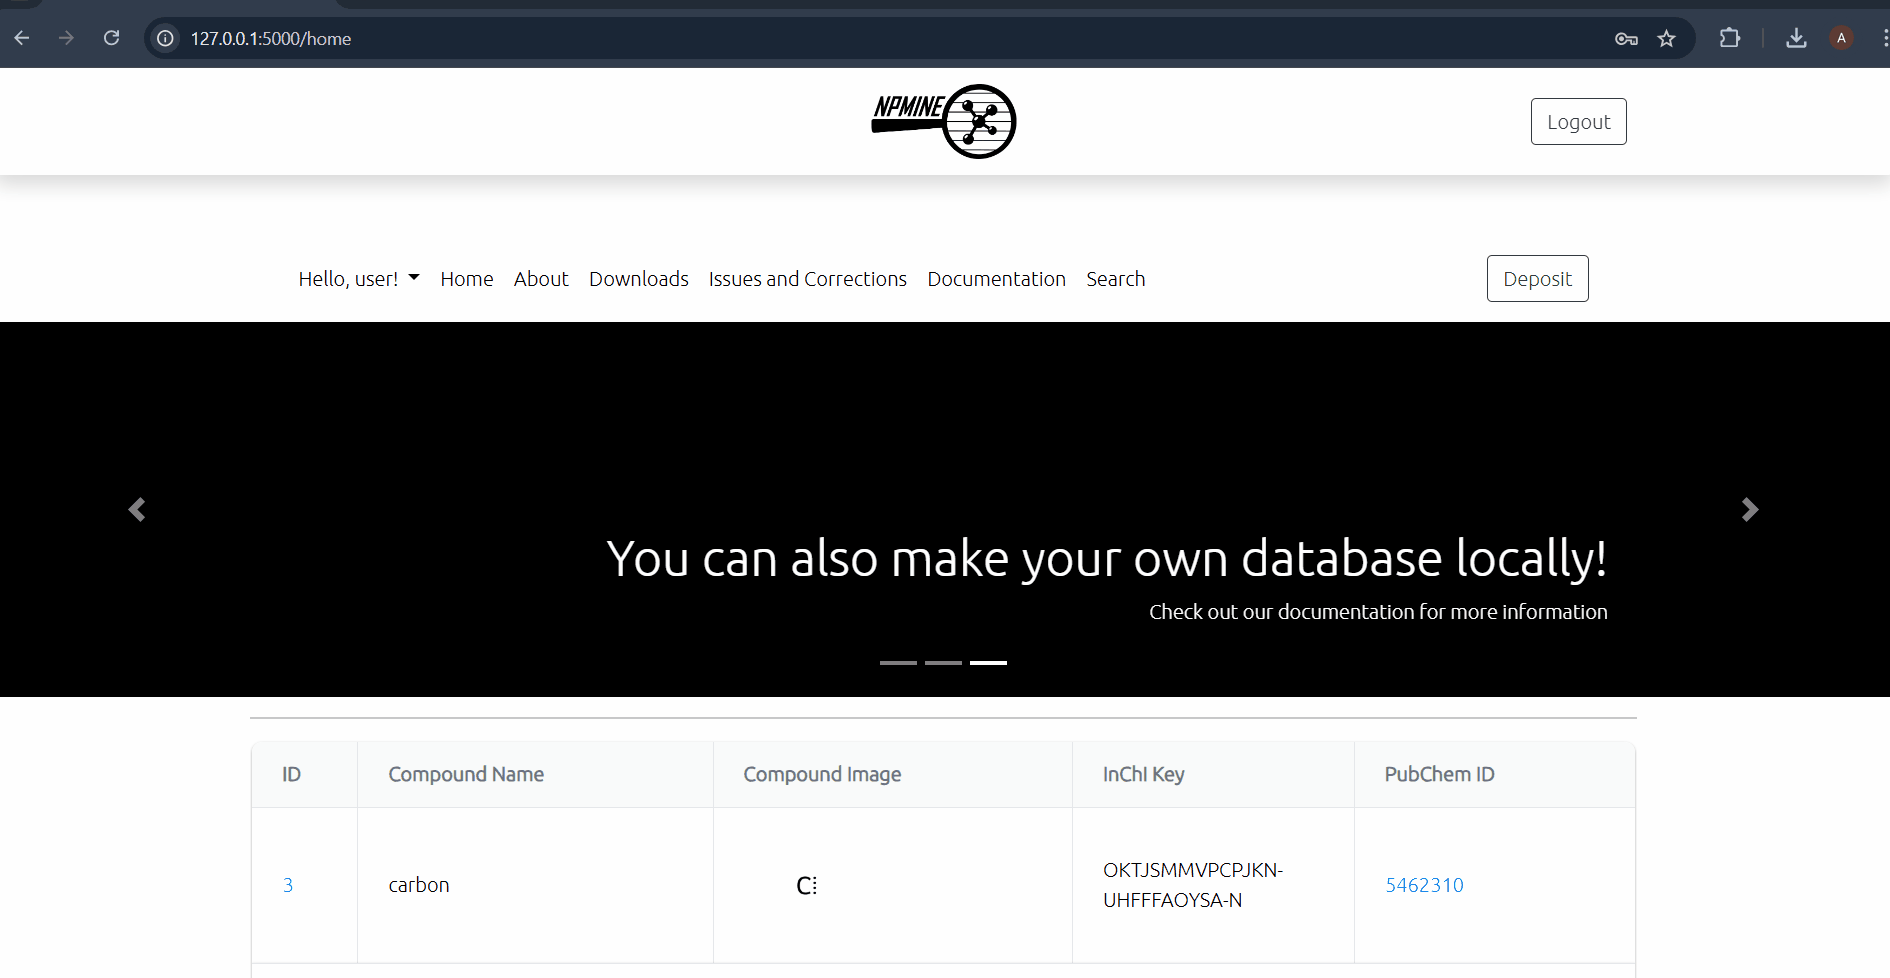 127.0.0.1:5000/home
A
NPMINE
Logout
Hello, user! Home About Downloads Issues and Corrections Documentation Search Deposit
You can also make your own database locally!
Check out our documentation for more information
ID Compound Name Compound Image InChI Key PubChem ID
3 carbon C OKTJSMMVPCPJKN-
UHFFFAOYSA-N 5462310